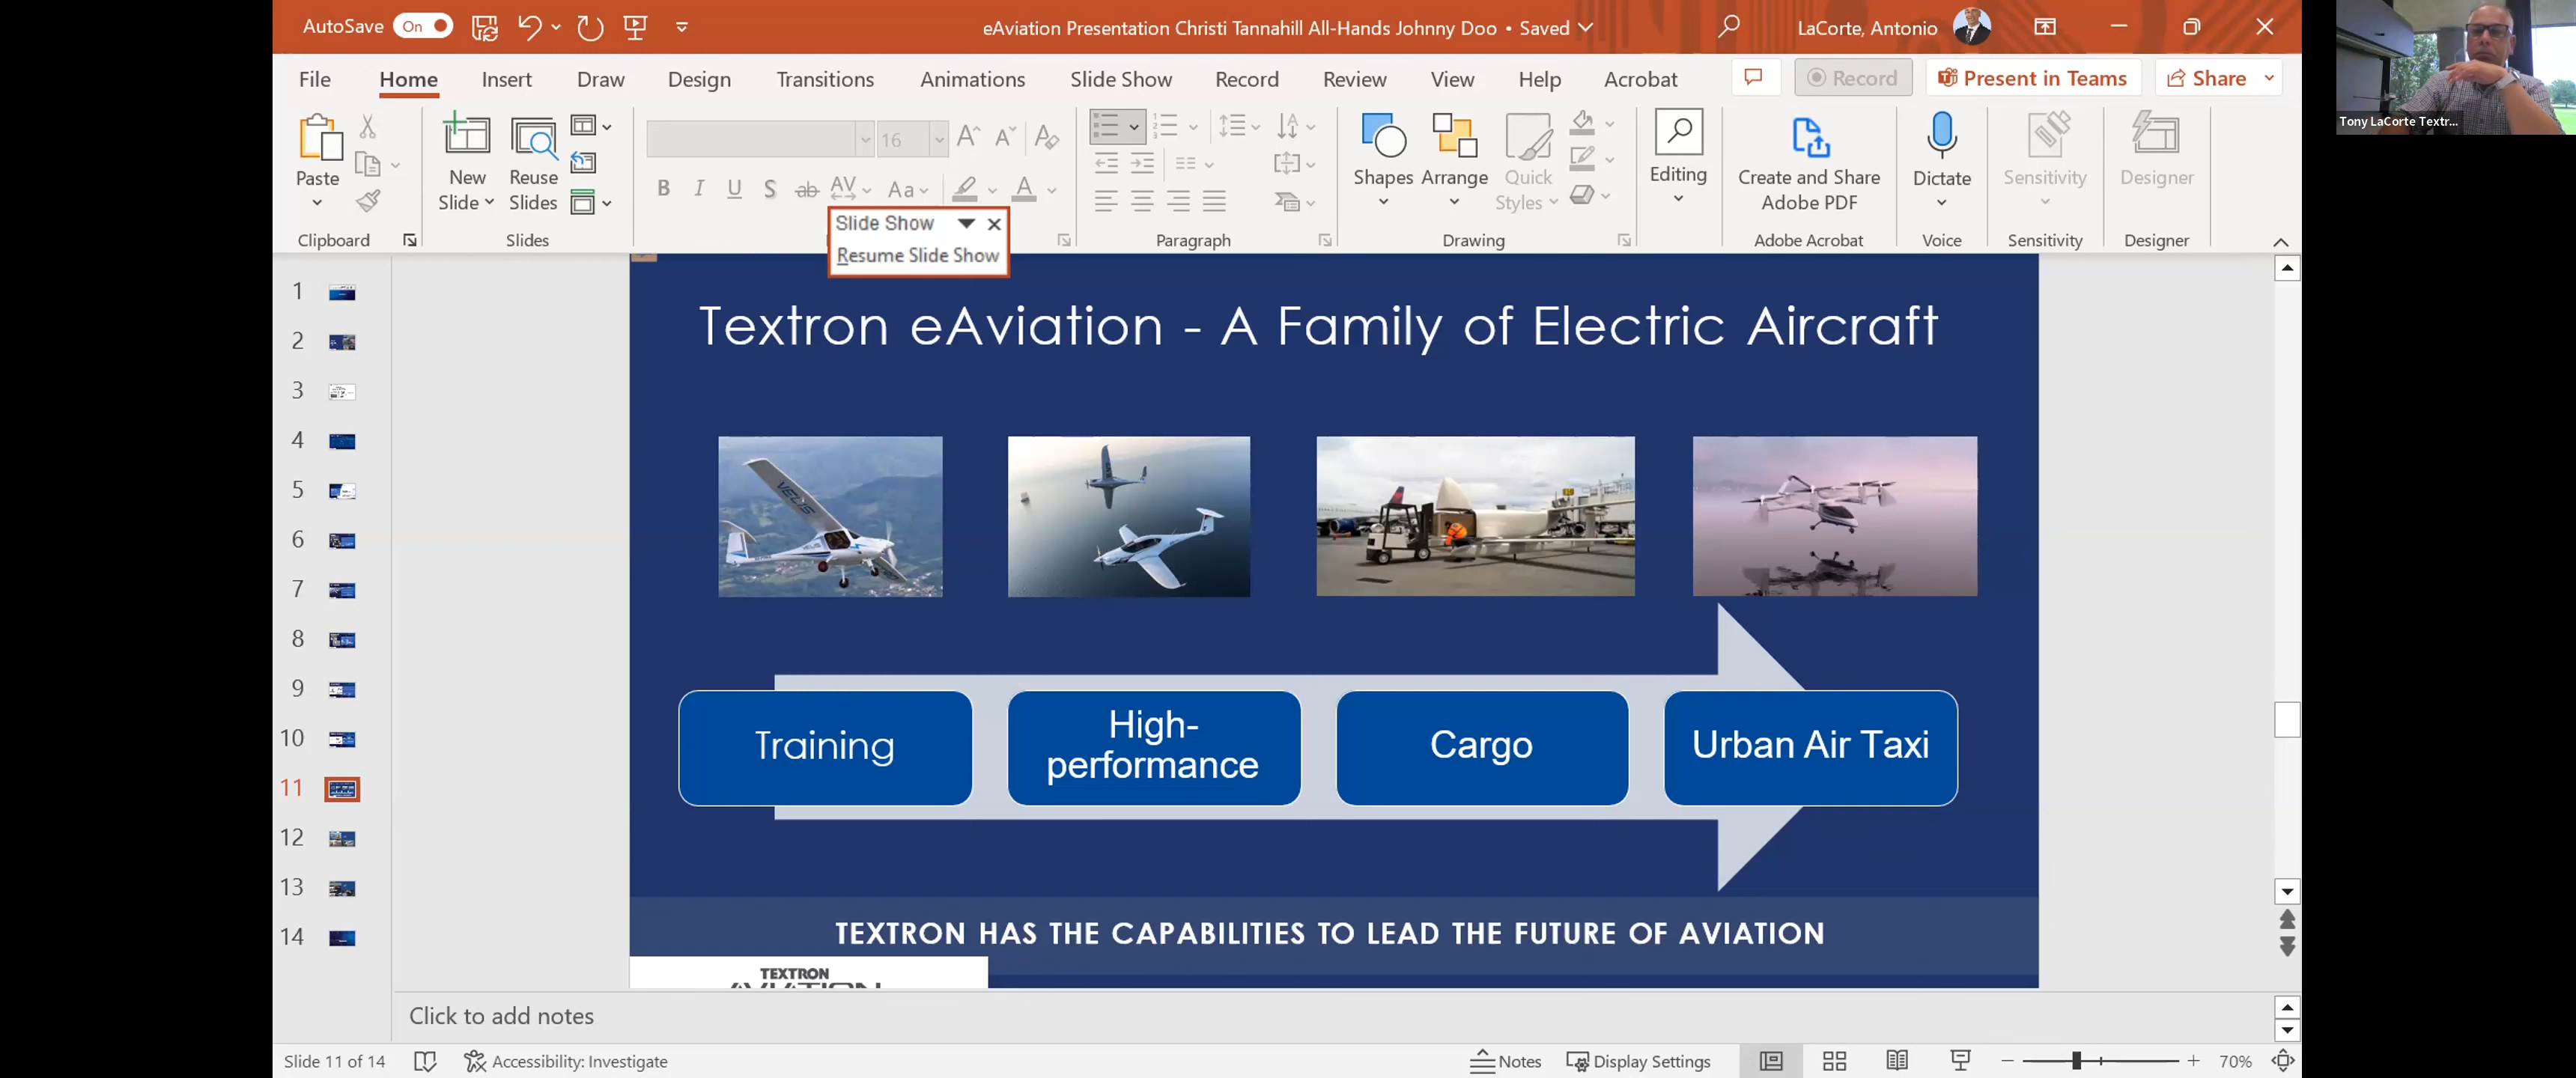 AutoSave On
eAviation Presentation Christi Tannahill All-Hands Johnny Doo • Saved
LaCorte, Antonio
File Home Insert Draw Design Transitions Animations Slide Show Record Review View Help Acrobat
Record Present in Teams Share
Paste
New Slide
Reuse Slides
16
B I U S ab AV Aa A
Shapes Arrange Quick Styles
Editing
Create and Share Adobe PDF
Dictate
Sensitivity
Designer
Clipboard Slides Paragraph Drawing Adobe Acrobat Voice Sensitivity Designer
Slide Show
Resume Slide Show
Tony LaCorte Textr...
1
2
3
4
5
6
7
8
9
10
11
12
13
14
Textron eAviation - A Family of Electric Aircraft
VELIS
Training
High-
performance
Cargo
Urban Air Taxi
TEXTRON HAS THE CAPABILITIES TO LEAD THE FUTURE OF AVIATION
TEXTRON
AVIATION
Click to add notes
Slide 11 of 14 Accessibility: Investigate Notes Display Settings 70%